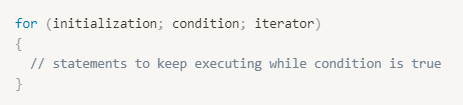 for (initialization; condition; iterator)
{
  // statements to keep executing while condition is true
}